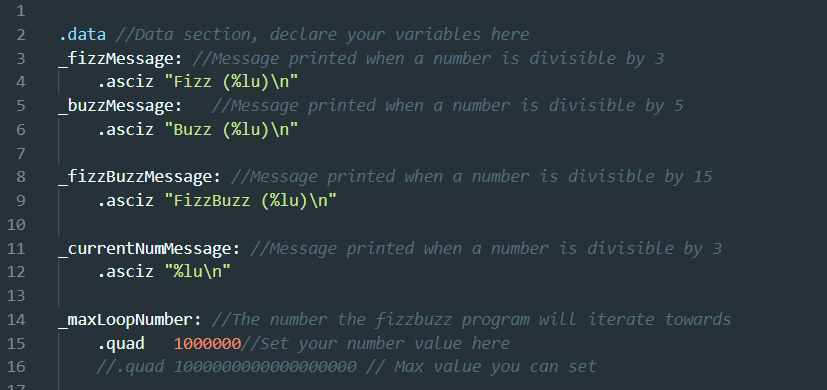 1
2 .data //Data section, declare your variables here
3 _fizzMessage: //Message printed when a number is divisible by 3
4 .asciz "Fizz (%lu)\n"
5 _buzzMessage: //Message printed when a number is divisible by 5
6 .asciz "Buzz (%lu)\n"
7
8 _fizzBuzzMessage: //Message printed when a number is divisible by 15
9 .asciz "FizzBuzz (%lu)\n"
10
11 _currentNumMessage: //Message printed when a number is divisible by 3
12 .asciz "%lu\n"
13
14 _maxLoopNumber: //The number the fizzbuzz program will iterate towards
15 .quad 1000000//Set your number value here
16 //.quad 1000000000000000000 // Max value you can set
17